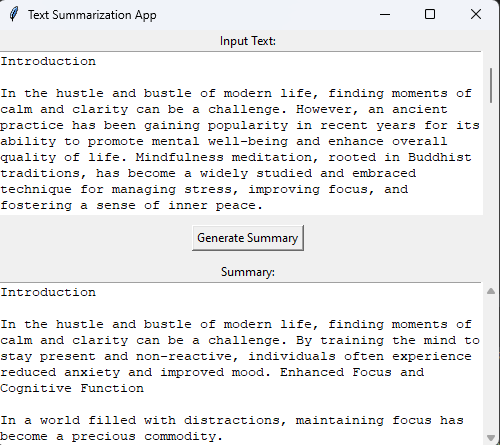 Text Summarization App
Input Text:
Introduction
In the hustle and bustle of modern life, finding moments of
calm and clarity can be a challenge. However, an ancient
practice has been gaining popularity in recent years for its
ability to promote mental well-being and enhance overall
quality of life. Mindfulness meditation, rooted in Buddhist
traditions, has become a widely studied and embraced
technique for managing stress, improving focus, and
fostering a sense of inner peace.
Generate Summary
Summary:
Introduction
In the hustle and bustle of modern life, finding moments of
calm and clarity can be a challenge. By training the mind to
stay present and non-reactive, individuals often experience
reduced anxiety and improved mood. Enhanced Focus and
Cognitive Function
In a world filled with distractions, maintaining focus has
become a precious commodity.